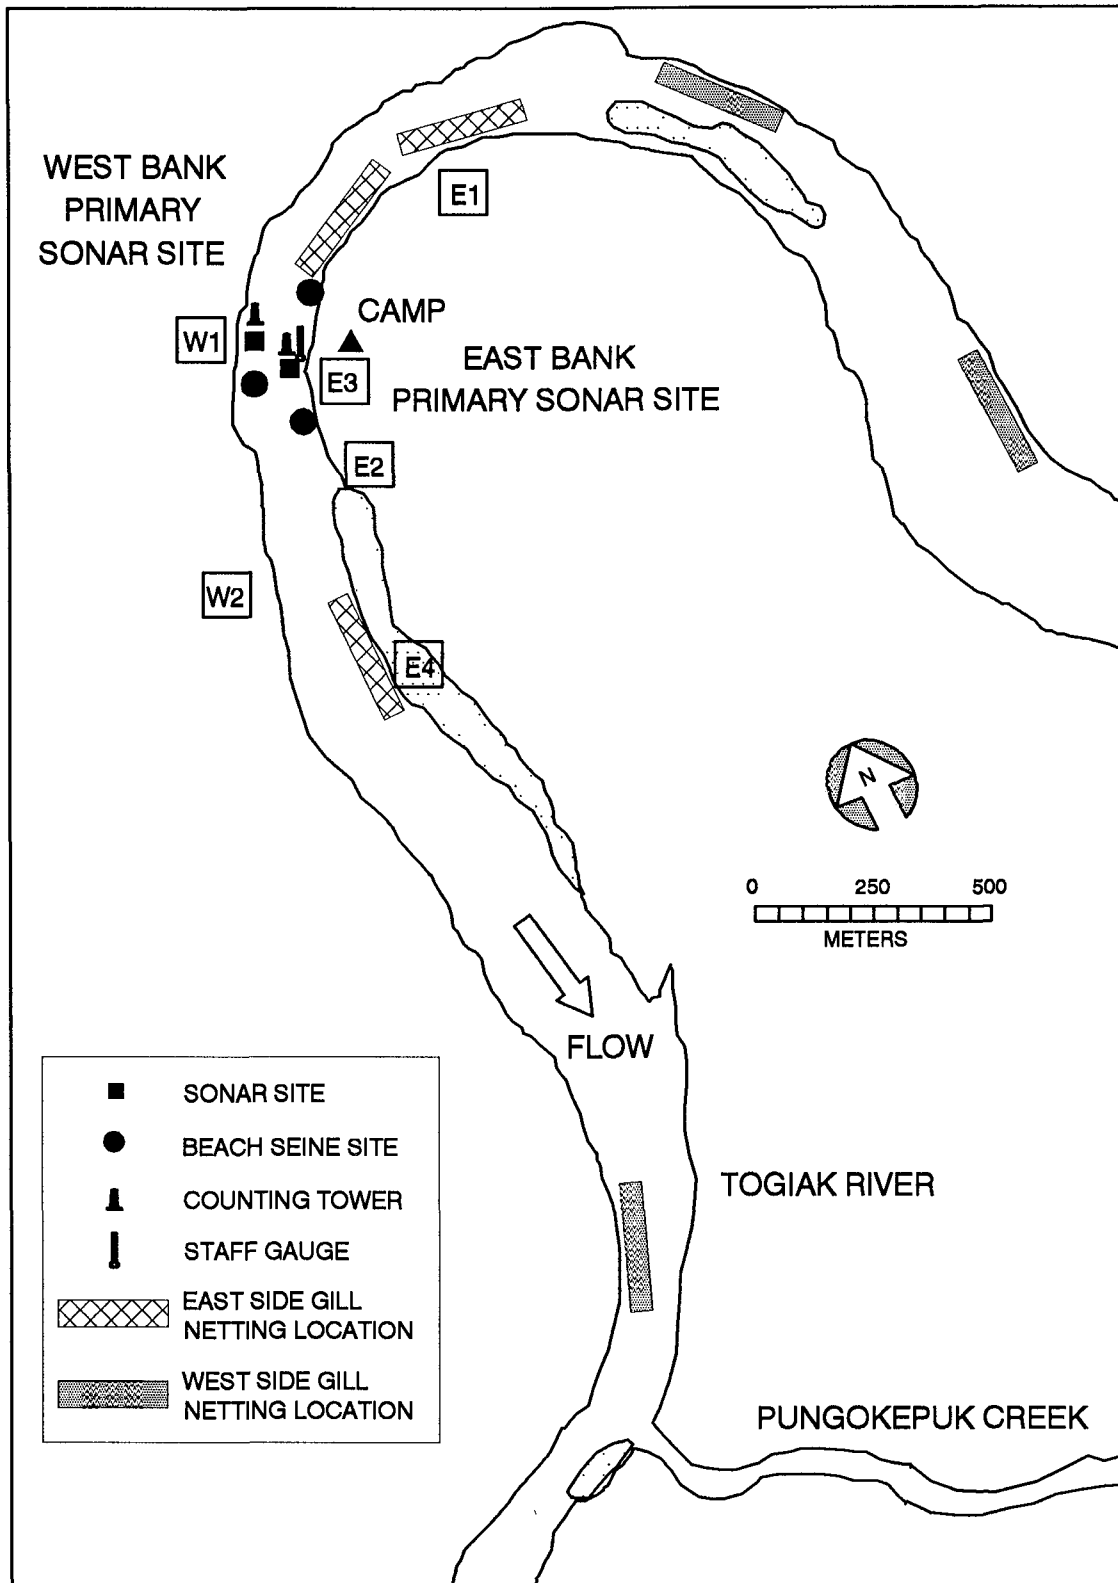 WEST BANK
PRIMARY
SONAR SITE
E1
W1
CAMP
E3
EAST BANK
PRIMARY SONAR SITE
E2
W2
E4
N
0 250 500
METERS
FLOW
SONAR SITE
BEACH SEINE SITE
COUNTING TOWER
STAFF GAUGE
EAST SIDE GILL
NETTING LOCATION
WEST SIDE GILL
NETTING LOCATION
TOGIAK RIVER
PUNGOKEPUK CREEK